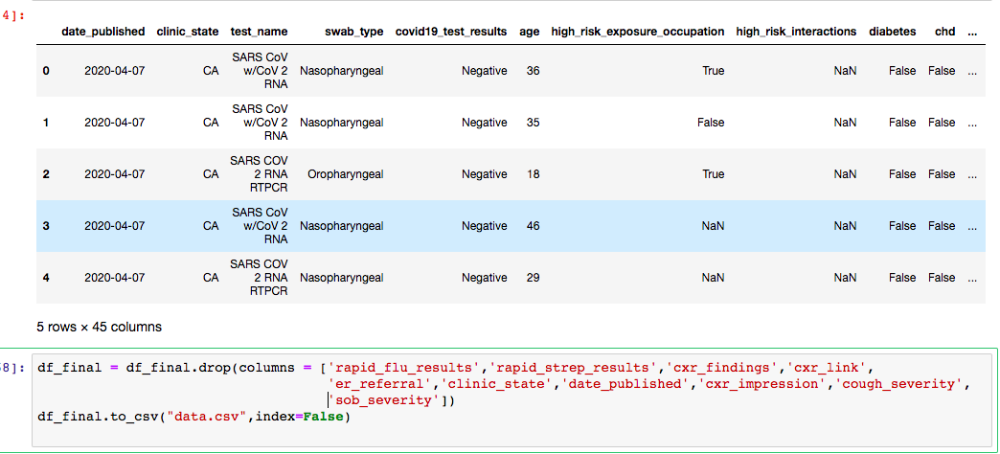 4]:
date_published clinic_state test_name swab_type covid19_test_results age high_risk_exposure_occupation high_risk_interactions diabetes chd ...
0 2020-04-07 CA SARS CoV w/CoV 2 RNA Nasopharyngeal Negative 36 True NaN False False ...
1 2020-04-07 CA SARS CoV w/CoV 2 RNA Nasopharyngeal Negative 35 False NaN False False ...
2 2020-04-07 CA SARS COV 2 RNA RTPCR Oropharyngeal Negative 18 True NaN False False ...
3 2020-04-07 CA SARS CoV w/CoV 2 RNA Nasopharyngeal Negative 46 NaN NaN False False ...
4 2020-04-07 CA SARS COV 2 RNA RTPCR Nasopharyngeal Negative 29 NaN NaN False False ...
5 rows × 45 columns
58]: df_final = df_final.drop(columns = ['rapid_flu_results','rapid_strep_results','cxr_findings','cxr_link',
'er_referral','clinic_state','date_published','cxr_impression','cough_severity',
'sob_severity'])
df_final.to_csv("data.csv",index=False)